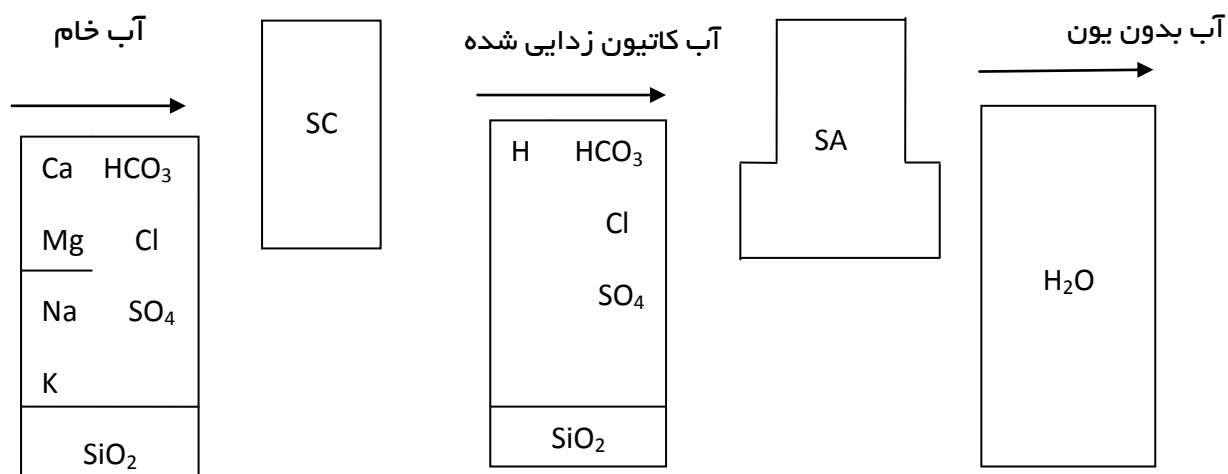 آب خام
Ca HCO₃
Mg Cl
Na SO₄
K
SiO₂
SC
آب کاتیون زدایی شده
H HCO₃
Cl
SO₄
SiO₂
SA
آب بدون یون
H₂O